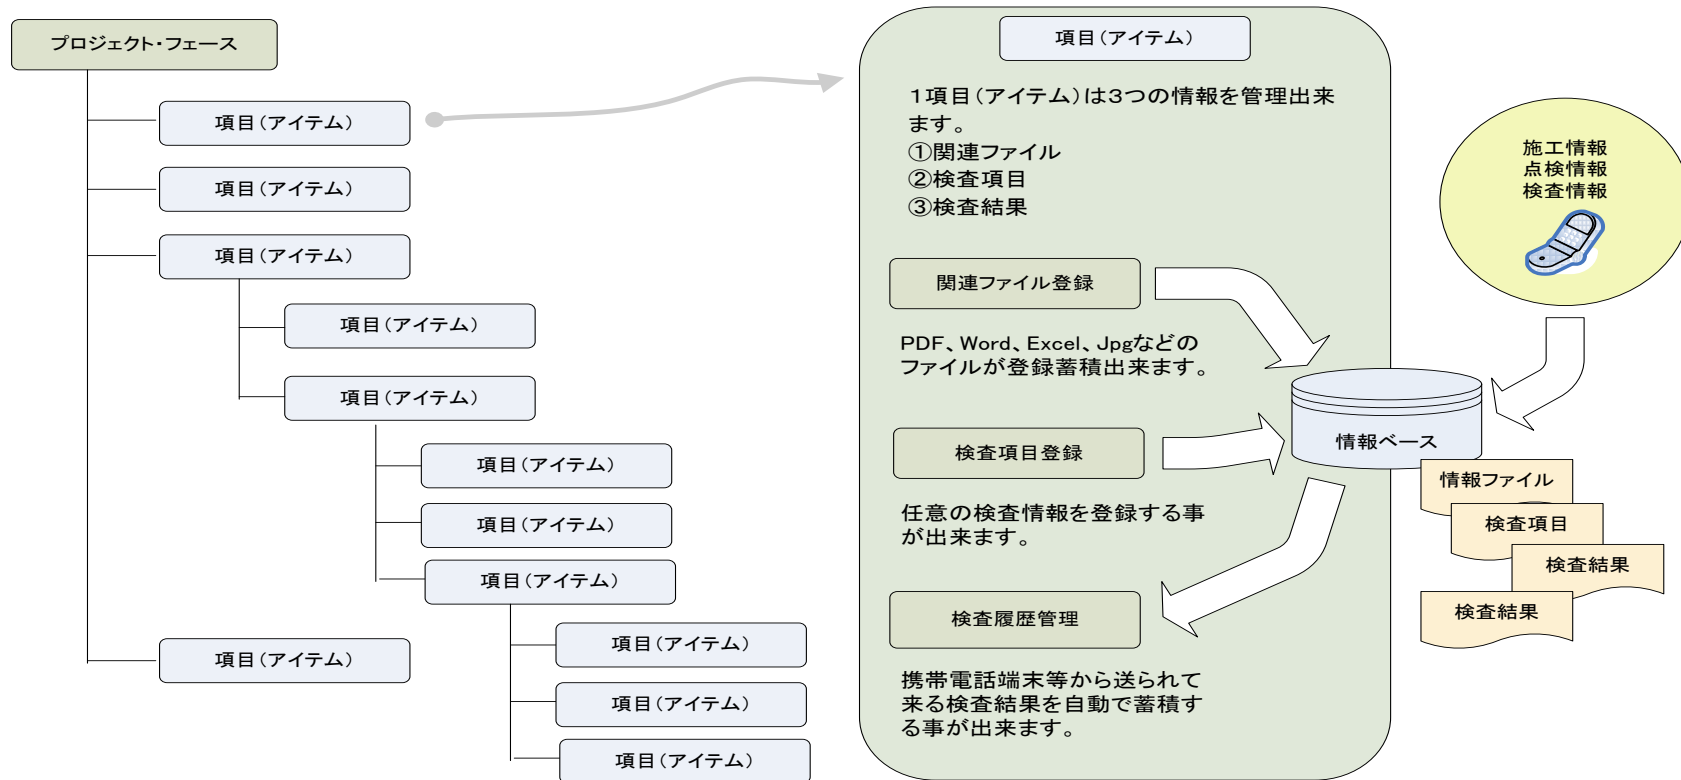 プロジェクト・フェース
項目(アイテム)
項目(アイテム)
項目(アイテム)
項目(アイテム)
項目(アイテム)
項目(アイテム)
項目(アイテム)
項目(アイテム)
項目(アイテム)
項目(アイテム)
項目(アイテム)
項目(アイテム)
項目(アイテム)
1項目(アイテム)は3つの情報を管理出来
ます。
①関連ファイル
②検査項目
③検査結果
関連ファイル登録
PDF、Word、Excel、Jpgなどの
ファイルが登録蓄積出来ます。
検査項目登録
任意の検査情報を登録する事
が出来ます。
検査履歴管理
携帯電話端末等から送られて
来る検査結果を自動で蓄積す
る事が出来ます。
施工情報
点検情報
検査情報
情報ベース
情報ファイル
検査項目
検査結果
検査結果